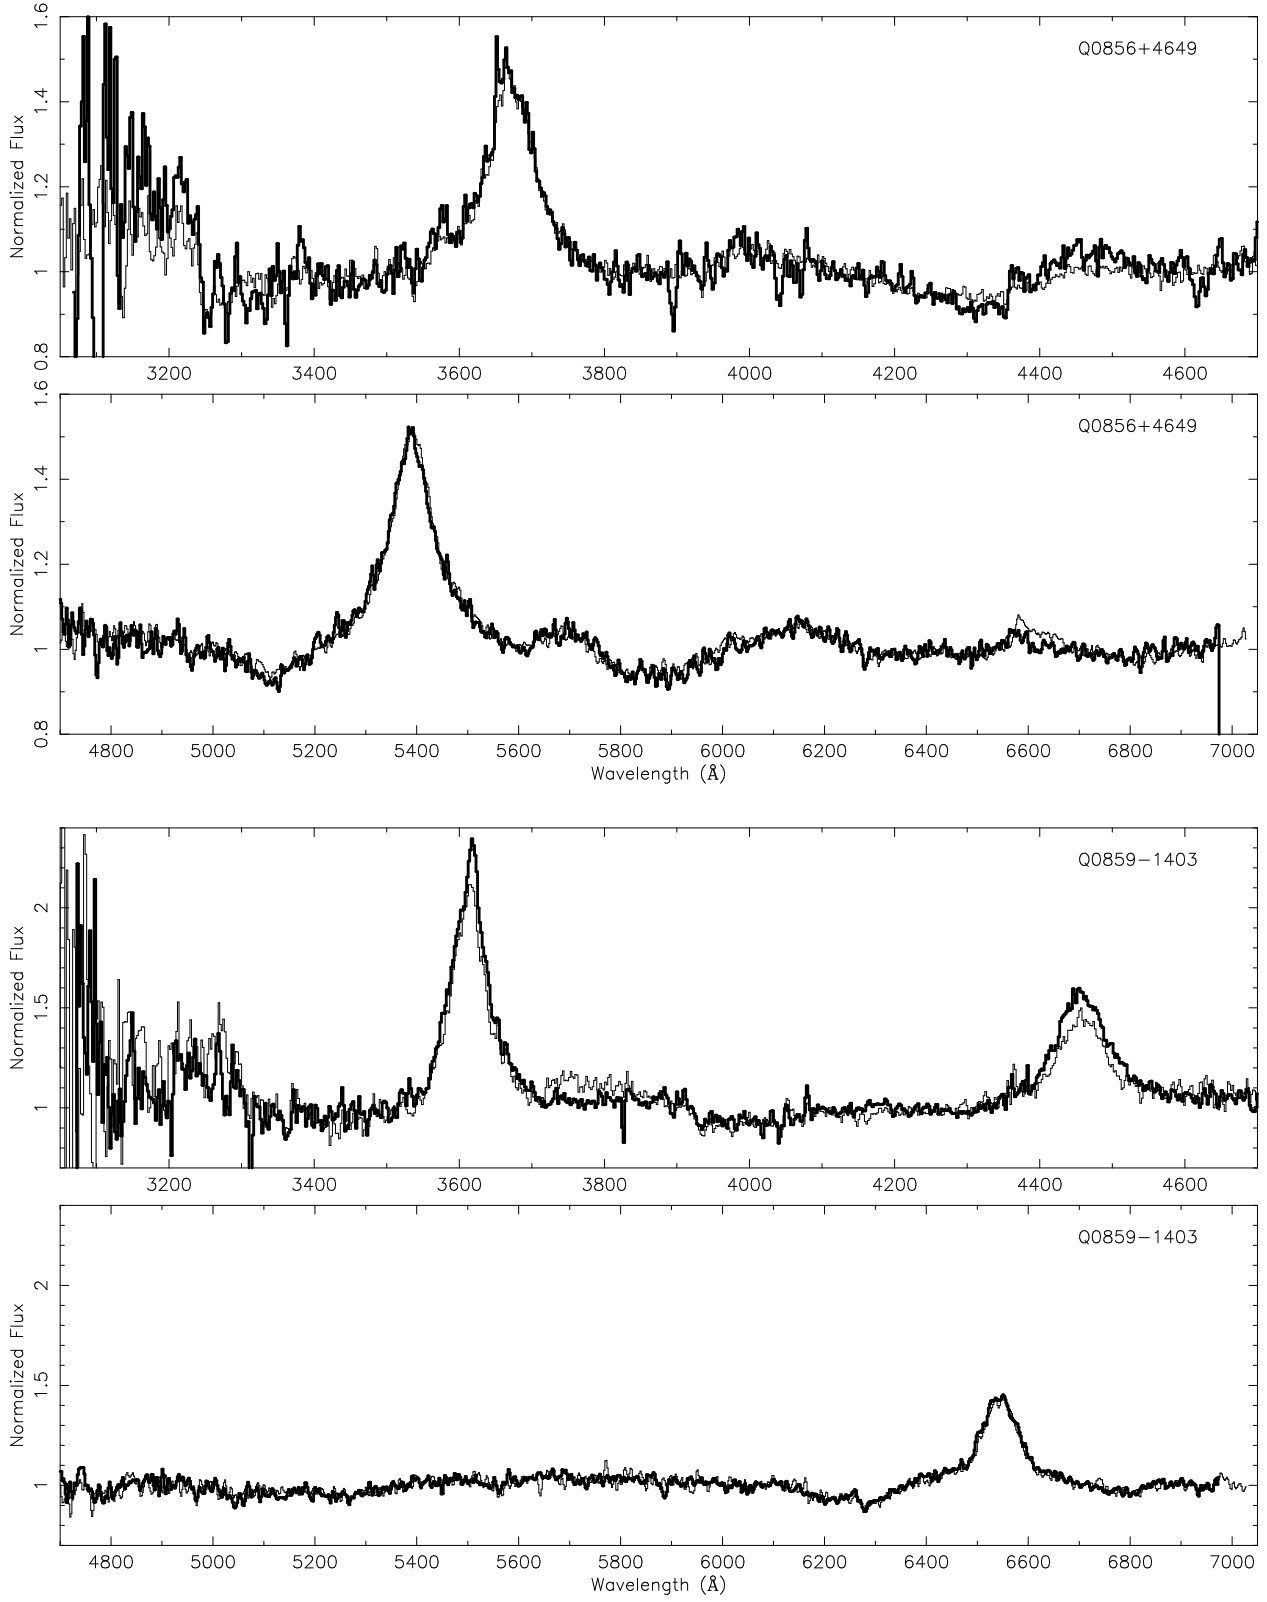 Q0856+4649
Normalized Flux
0.8 1 1.2 1.4 1.6
3200 3400 3600 3800 4000 4200 4400 4600
Q0856+4649
Normalized Flux
0.8 1 1.2 1.4 1.6
4800 5000 5200 5400 5600 5800 6000 6200 6400 6600 6800 7000
Wavelength (Å)
Q0859−1403
Normalized Flux
1 1.5 2
3200 3400 3600 3800 4000 4200 4400 4600
Q0859−1403
Normalized Flux
1 1.5 2
4800 5000 5200 5400 5600 5800 6000 6200 6400 6600 6800 7000
Wavelength (Å)